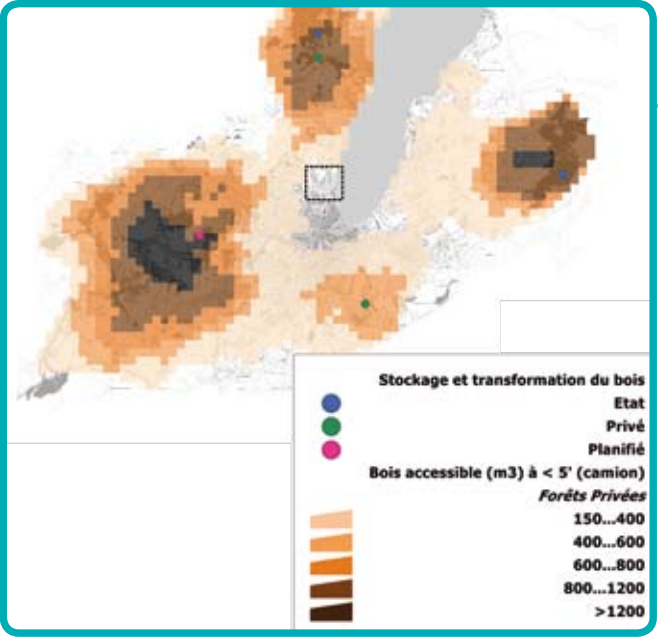 Stockage et transformation du bois
Etat
Privé
Planifié
Bois accessible (m3) à < 5' (camion)
Forêts Privées
150...400
400...600
600...800
800...1200
>1200